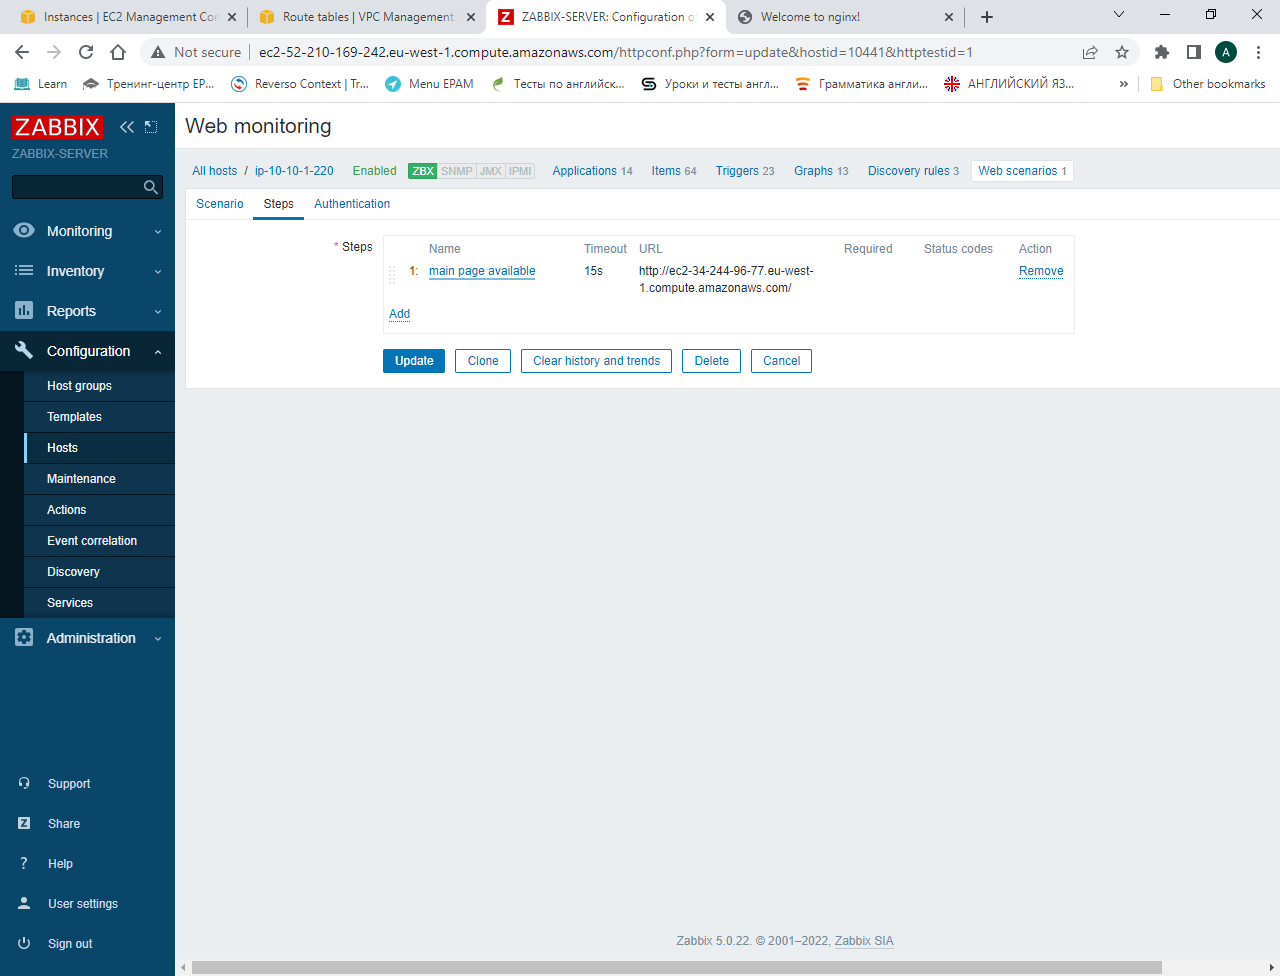 Instances | EC2 Management Con
Route tables | VPC Management
ZABBIX-SERVER: Configuration o
Welcome to nginx!
Not secure
ec2-52-210-169-242.eu-west-1.compute.amazonaws.com/httpconf.php?form=update&hostid=10441&httptestid=1
A
Learn
Тренинг-центр EP...
Reverso Context | Tr...
Menu EPAM
Тесты по английск...
Уроки и тесты англ...
Грамматика англи...
АНГЛИЙСКИЙ ЯЗ...
»
Other bookmarks
ZABBIX
ZABBIX-SERVER
Monitoring
Inventory
Reports
Configuration
Host groups
Templates
Hosts
Maintenance
Actions
Event correlation
Discovery
Services
Administration
Support
Share
Help
User settings
Sign out
Web monitoring
All hosts / ip-10-10-1-220 Enabled ZBX SNMP JMX IPMI Applications 14 Items 64 Triggers 23 Graphs 13 Discovery rules 3 Web scenarios 1
Scenario Steps Authentication
* Steps
Name Timeout URL Required Status codes Action
1: main page available 15s http://ec2-34-244-96-77.eu-west-
1.compute.amazonaws.com/ Remove
Add
Update Clone Clear history and trends Delete Cancel
Zabbix 5.0.22. © 2001–2022, Zabbix SIA